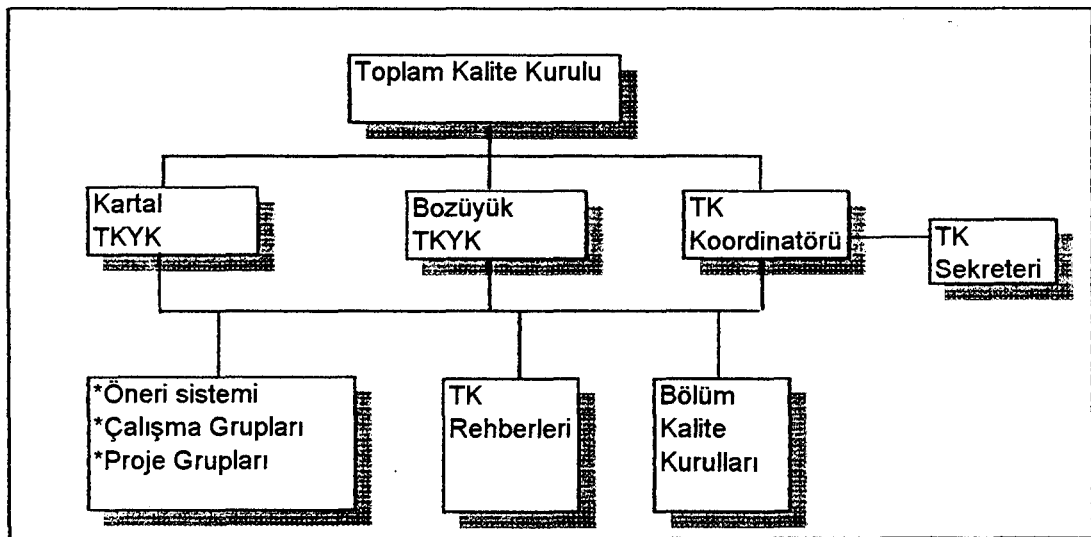 Toplam Kalite Kurulu
Kartal
TKYK
Bozüyük
TKYK
TK
Koordinatörü
TK
Sekreteri
*Öneri sistemi
*Çalışma Grupları
*Proje Grupları
TK
Rehberleri
Bölüm
Kalite
Kurulları